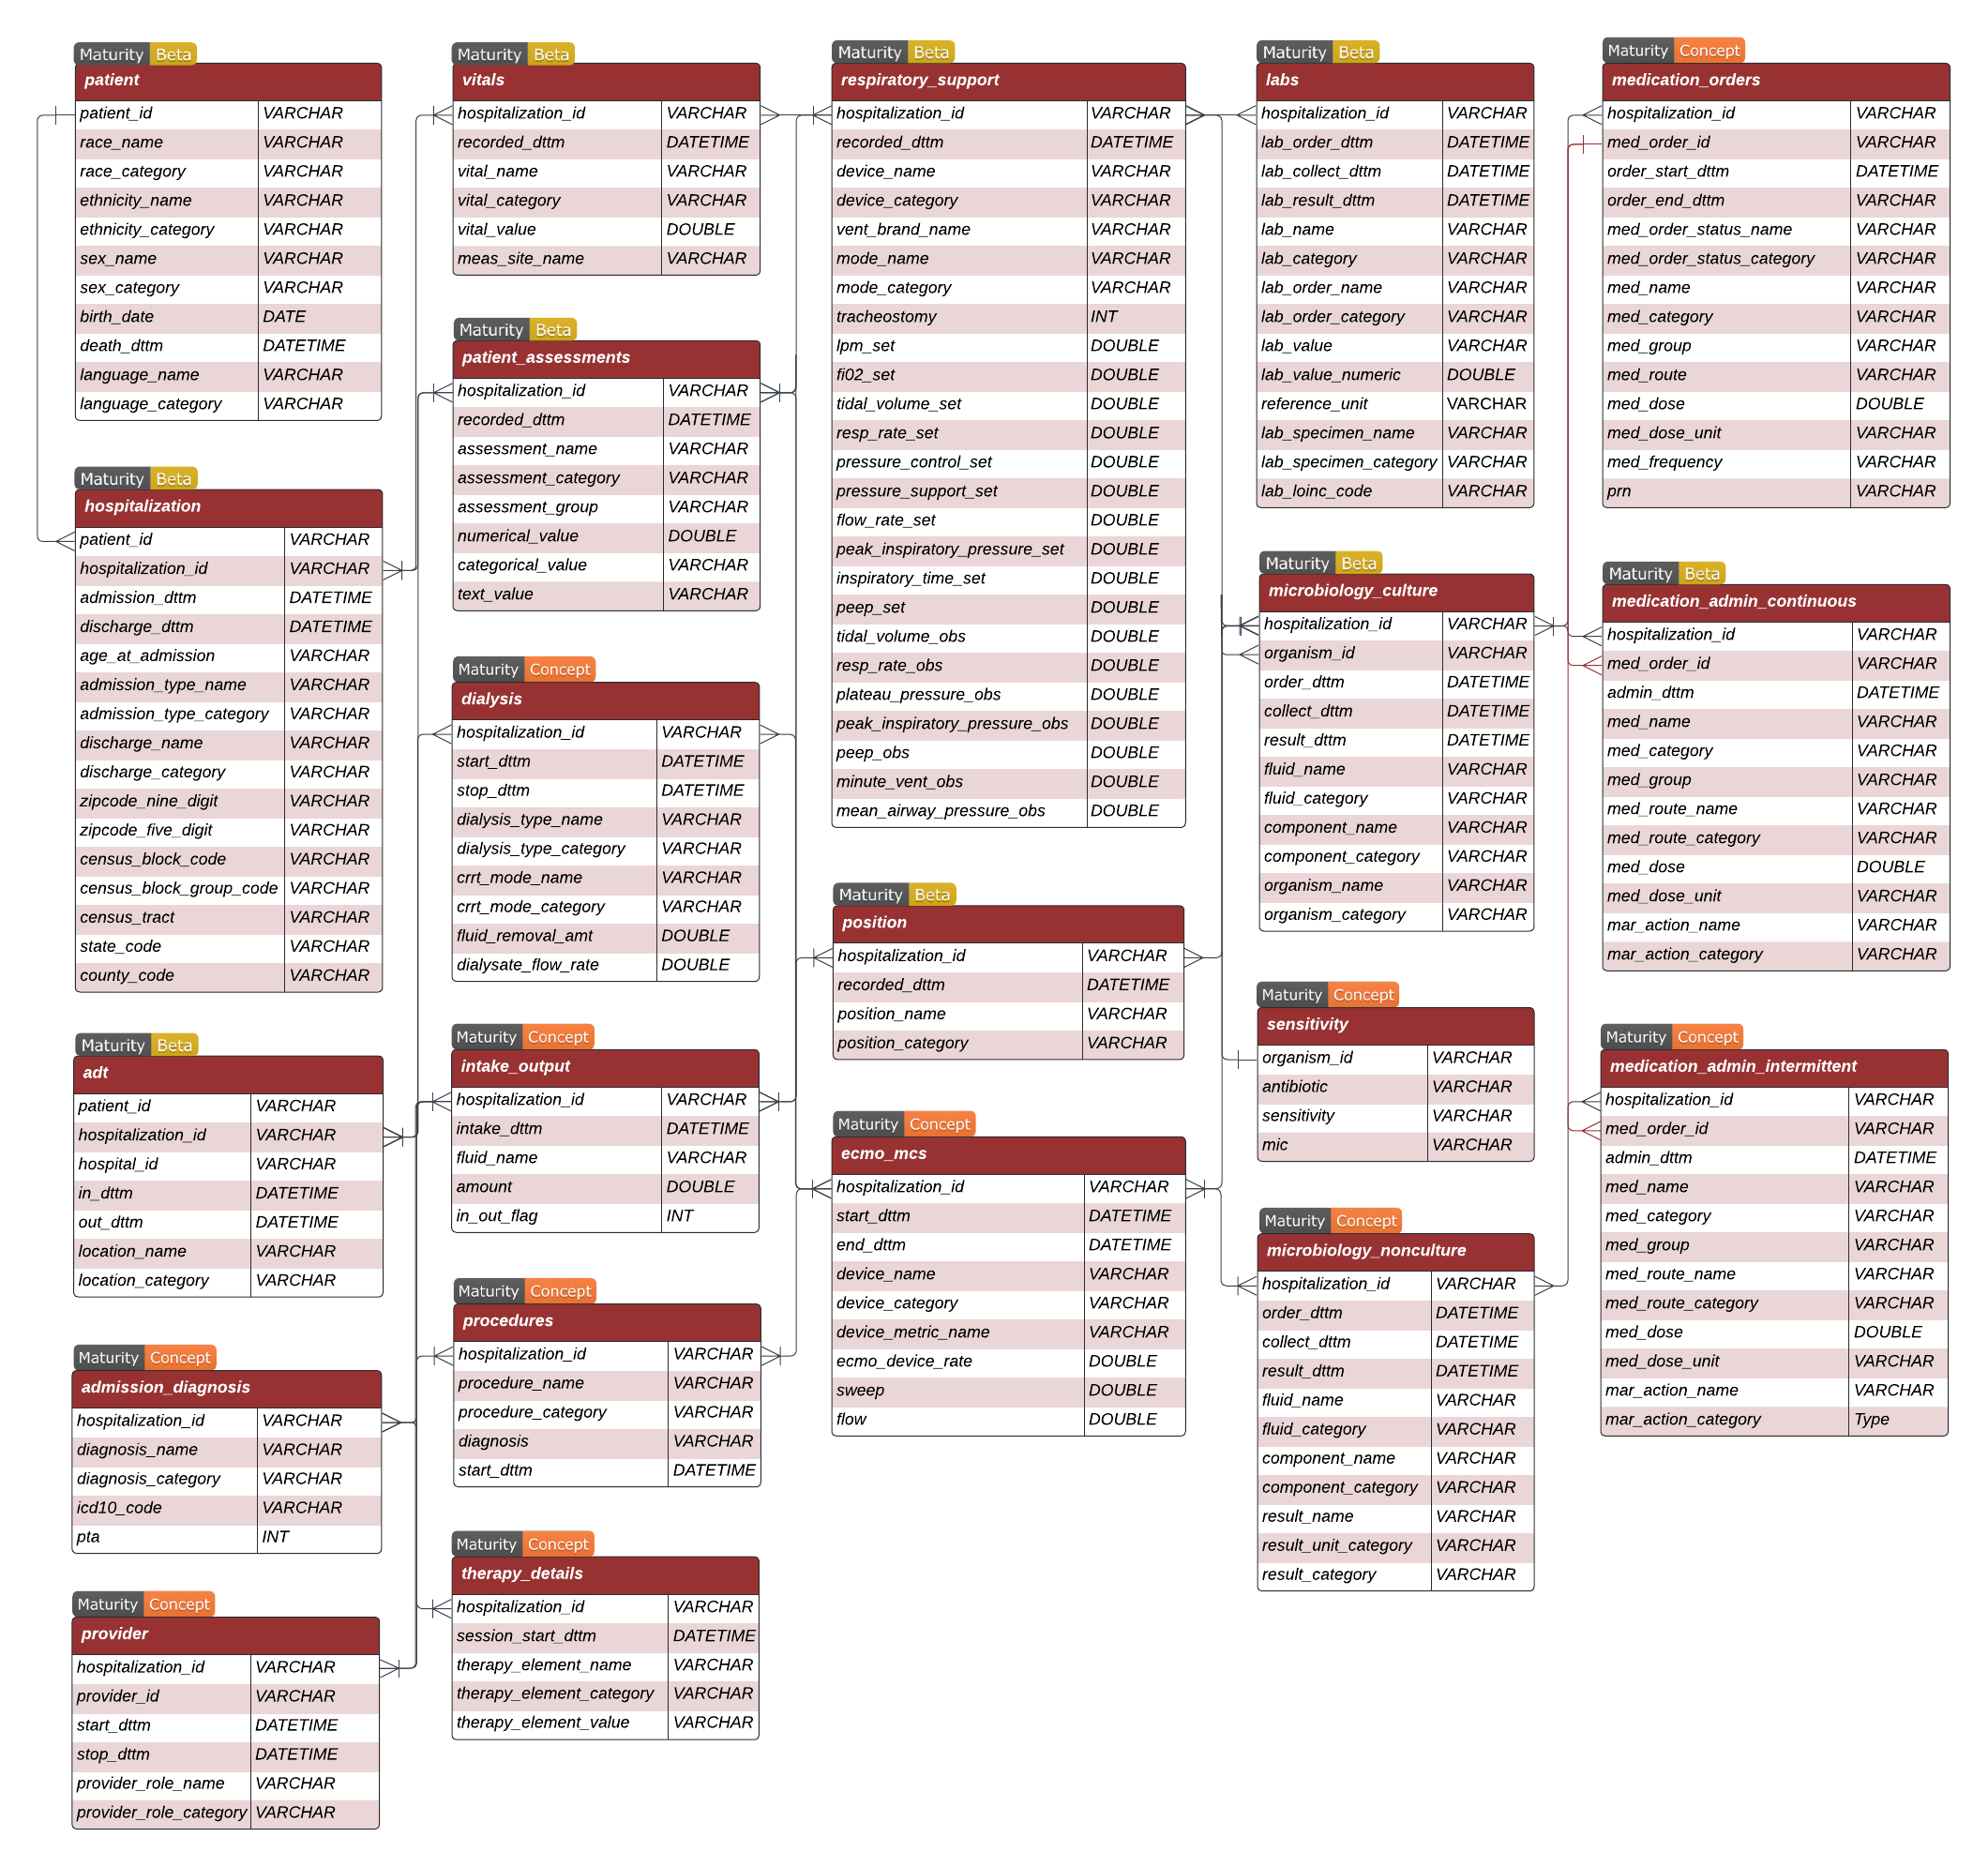 Maturity Beta
patient
patient_id VARCHAR
race_name VARCHAR
race_category VARCHAR
ethnicity_name VARCHAR
ethnicity_category VARCHAR
sex_name VARCHAR
sex_category VARCHAR
birth_date DATE
death_dttm DATETIME
language_name VARCHAR
language_category VARCHAR
Maturity Beta
hospitalization
patient_id VARCHAR
hospitalization_id VARCHAR
admission_dttm DATETIME
discharge_dttm DATETIME
age_at_admission VARCHAR
admission_type_name VARCHAR
admission_type_category VARCHAR
discharge_name VARCHAR
discharge_category VARCHAR
zipcode_nine_digit VARCHAR
zipcode_five_digit VARCHAR
census_block_code VARCHAR
census_block_group_code VARCHAR
census_tract VARCHAR
state_code VARCHAR
county_code VARCHAR
Maturity Beta
adt
patient_id VARCHAR
hospitalization_id VARCHAR
hospital_id VARCHAR
in_dttm DATETIME
out_dttm DATETIME
location_name VARCHAR
location_category VARCHAR
Maturity Concept
admission_diagnosis
hospitalization_id VARCHAR
diagnosis_name VARCHAR
diagnosis_category VARCHAR
icd10_code VARCHAR
pta INT
Maturity Concept
provider
hospitalization_id VARCHAR
provider_id VARCHAR
start_dttm DATETIME
stop_dttm DATETIME
provider_role_name VARCHAR
provider_role_category VARCHAR
Maturity Beta
vitals
hospitalization_id VARCHAR
recorded_dttm DATETIME
vital_name VARCHAR
vital_category VARCHAR
vital_value DOUBLE
meas_site_name VARCHAR
Maturity Beta
patient_assessments
hospitalization_id VARCHAR
recorded_dttm DATETIME
assessment_name VARCHAR
assessment_category VARCHAR
assessment_group VARCHAR
numerical_value DOUBLE
categorical_value VARCHAR
text_value VARCHAR
Maturity Concept
dialysis
hospitalization_id VARCHAR
start_dttm DATETIME
stop_dttm DATETIME
dialysis_type_name VARCHAR
dialysis_type_category VARCHAR
crrt_mode_name VARCHAR
crrt_mode_category VARCHAR
fluid_removal_amt DOUBLE
dialysate_flow_rate DOUBLE
Maturity Concept
intake_output
hospitalization_id VARCHAR
intake_dttm DATETIME
fluid_name VARCHAR
amount DOUBLE
in_out_flag INT
Maturity Concept
procedures
hospitalization_id VARCHAR
procedure_name VARCHAR
procedure_category VARCHAR
diagnosis VARCHAR
start_dttm DATETIME
Maturity Concept
therapy_details
hospitalization_id VARCHAR
session_start_dttm DATETIME
therapy_element_name VARCHAR
therapy_element_category VARCHAR
therapy_element_value VARCHAR
Maturity Beta
respiratory_support
hospitalization_id VARCHAR
recorded_dttm DATETIME
device_name VARCHAR
device_category VARCHAR
vent_brand_name VARCHAR
mode_name VARCHAR
mode_category VARCHAR
tracheostomy INT
lpm_set DOUBLE
fi02_set DOUBLE
tidal_volume_set DOUBLE
resp_rate_set DOUBLE
pressure_control_set DOUBLE
pressure_support_set DOUBLE
flow_rate_set DOUBLE
peak_inspiratory_pressure_set DOUBLE
inspiratory_time_set DOUBLE
peep_set DOUBLE
tidal_volume_obs DOUBLE
resp_rate_obs DOUBLE
plateau_pressure_obs DOUBLE
peak_inspiratory_pressure_obs DOUBLE
peep_obs DOUBLE
minute_vent_obs DOUBLE
mean_airway_pressure_obs DOUBLE
Maturity Beta
position
hospitalization_id VARCHAR
recorded_dttm DATETIME
position_name VARCHAR
position_category VARCHAR
Maturity Concept
ecmo_mcs
hospitalization_id VARCHAR
start_dttm DATETIME
end_dttm DATETIME
device_name VARCHAR
device_category VARCHAR
device_metric_name VARCHAR
ecmo_device_rate DOUBLE
sweep DOUBLE
flow DOUBLE
Maturity Beta
labs
hospitalization_id VARCHAR
lab_order_dttm DATETIME
lab_collect_dttm DATETIME
lab_result_dttm DATETIME
lab_name VARCHAR
lab_category VARCHAR
lab_order_name VARCHAR
lab_order_category VARCHAR
lab_value VARCHAR
lab_value_numeric DOUBLE
reference_unit VARCHAR
lab_specimen_name VARCHAR
lab_specimen_category VARCHAR
lab_loinc_code VARCHAR
Maturity Beta
microbiology_culture
hospitalization_id VARCHAR
organism_id VARCHAR
order_dttm DATETIME
collect_dttm DATETIME
result_dttm DATETIME
fluid_name VARCHAR
fluid_category VARCHAR
component_name VARCHAR
component_category VARCHAR
organism_name VARCHAR
organism_category VARCHAR
Maturity Concept
sensitivity
organism_id VARCHAR
antibiotic VARCHAR
sensitivity VARCHAR
mic VARCHAR
Maturity Concept
microbiology_nonculture
hospitalization_id VARCHAR
order_dttm DATETIME
collect_dttm DATETIME
result_dttm DATETIME
fluid_name VARCHAR
fluid_category VARCHAR
component_name VARCHAR
component_category VARCHAR
result_name VARCHAR
result_unit_category VARCHAR
result_category VARCHAR
Maturity Concept
medication_orders
hospitalization_id VARCHAR
med_order_id VARCHAR
order_start_dttm DATETIME
order_end_dttm VARCHAR
med_order_status_name VARCHAR
med_order_status_category VARCHAR
med_name VARCHAR
med_category VARCHAR
med_group VARCHAR
med_route VARCHAR
med_dose DOUBLE
med_dose_unit VARCHAR
med_frequency VARCHAR
prn VARCHAR
Maturity Beta
medication_admin_continuous
hospitalization_id VARCHAR
med_order_id VARCHAR
admin_dttm DATETIME
med_name VARCHAR
med_category VARCHAR
med_group VARCHAR
med_route_name VARCHAR
med_route_category VARCHAR
med_dose DOUBLE
med_dose_unit VARCHAR
mar_action_name VARCHAR
mar_action_category VARCHAR
Maturity Concept
medication_admin_intermittent
hospitalization_id VARCHAR
med_order_id VARCHAR
admin_dttm DATETIME
med_name VARCHAR
med_category VARCHAR
med_group VARCHAR
med_route_name VARCHAR
med_route_category VARCHAR
med_dose DOUBLE
med_dose_unit VARCHAR
mar_action_name VARCHAR
mar_action_category Type